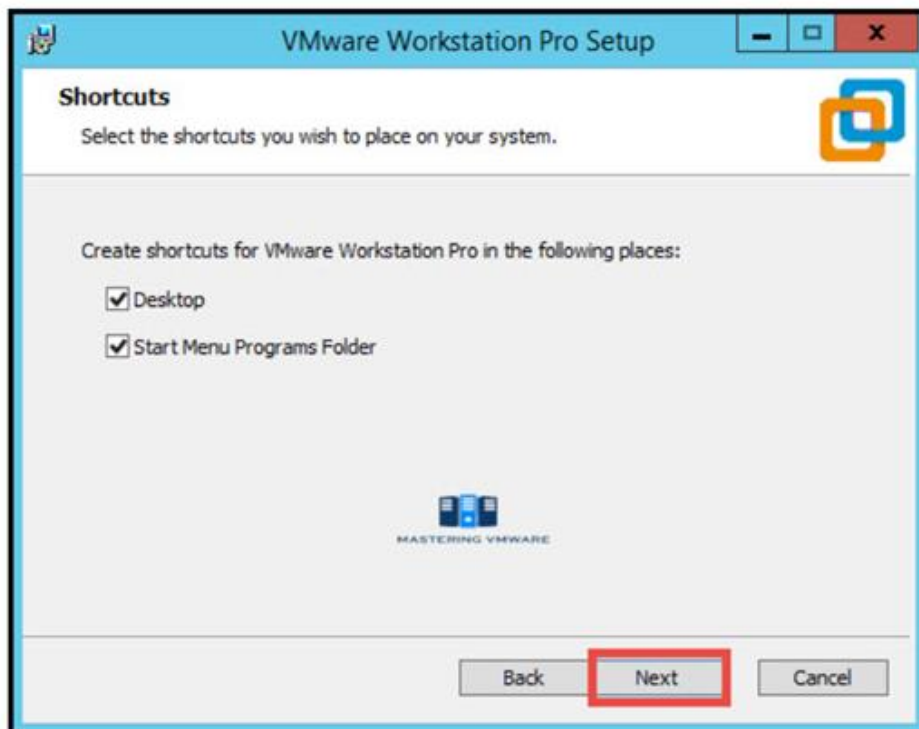 VMware Workstation Pro Setup
Shortcuts
Select the shortcuts you wish to place on your system.
Create shortcuts for VMware Workstation Pro in the following places:
Desktop
Start Menu Programs Folder
MASTERING VMWARE
Back Next Cancel